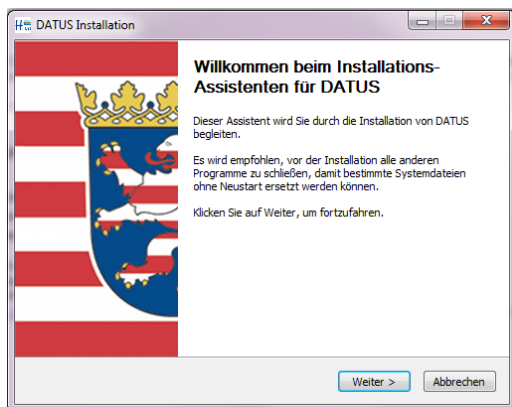 DATUS Installation
Willkommen beim Installations-
Assistenten für DATUS
Dieser Assistent wird Sie durch die Installation von DATUS
begleiten.
Es wird empfohlen, vor der Installation alle anderen
Programme zu schließen, damit bestimmte Systemdateien
ohne Neustart ersetzt werden können.
Klicken Sie auf Weiter, um fortzufahren.
Weiter >
Abbrechen